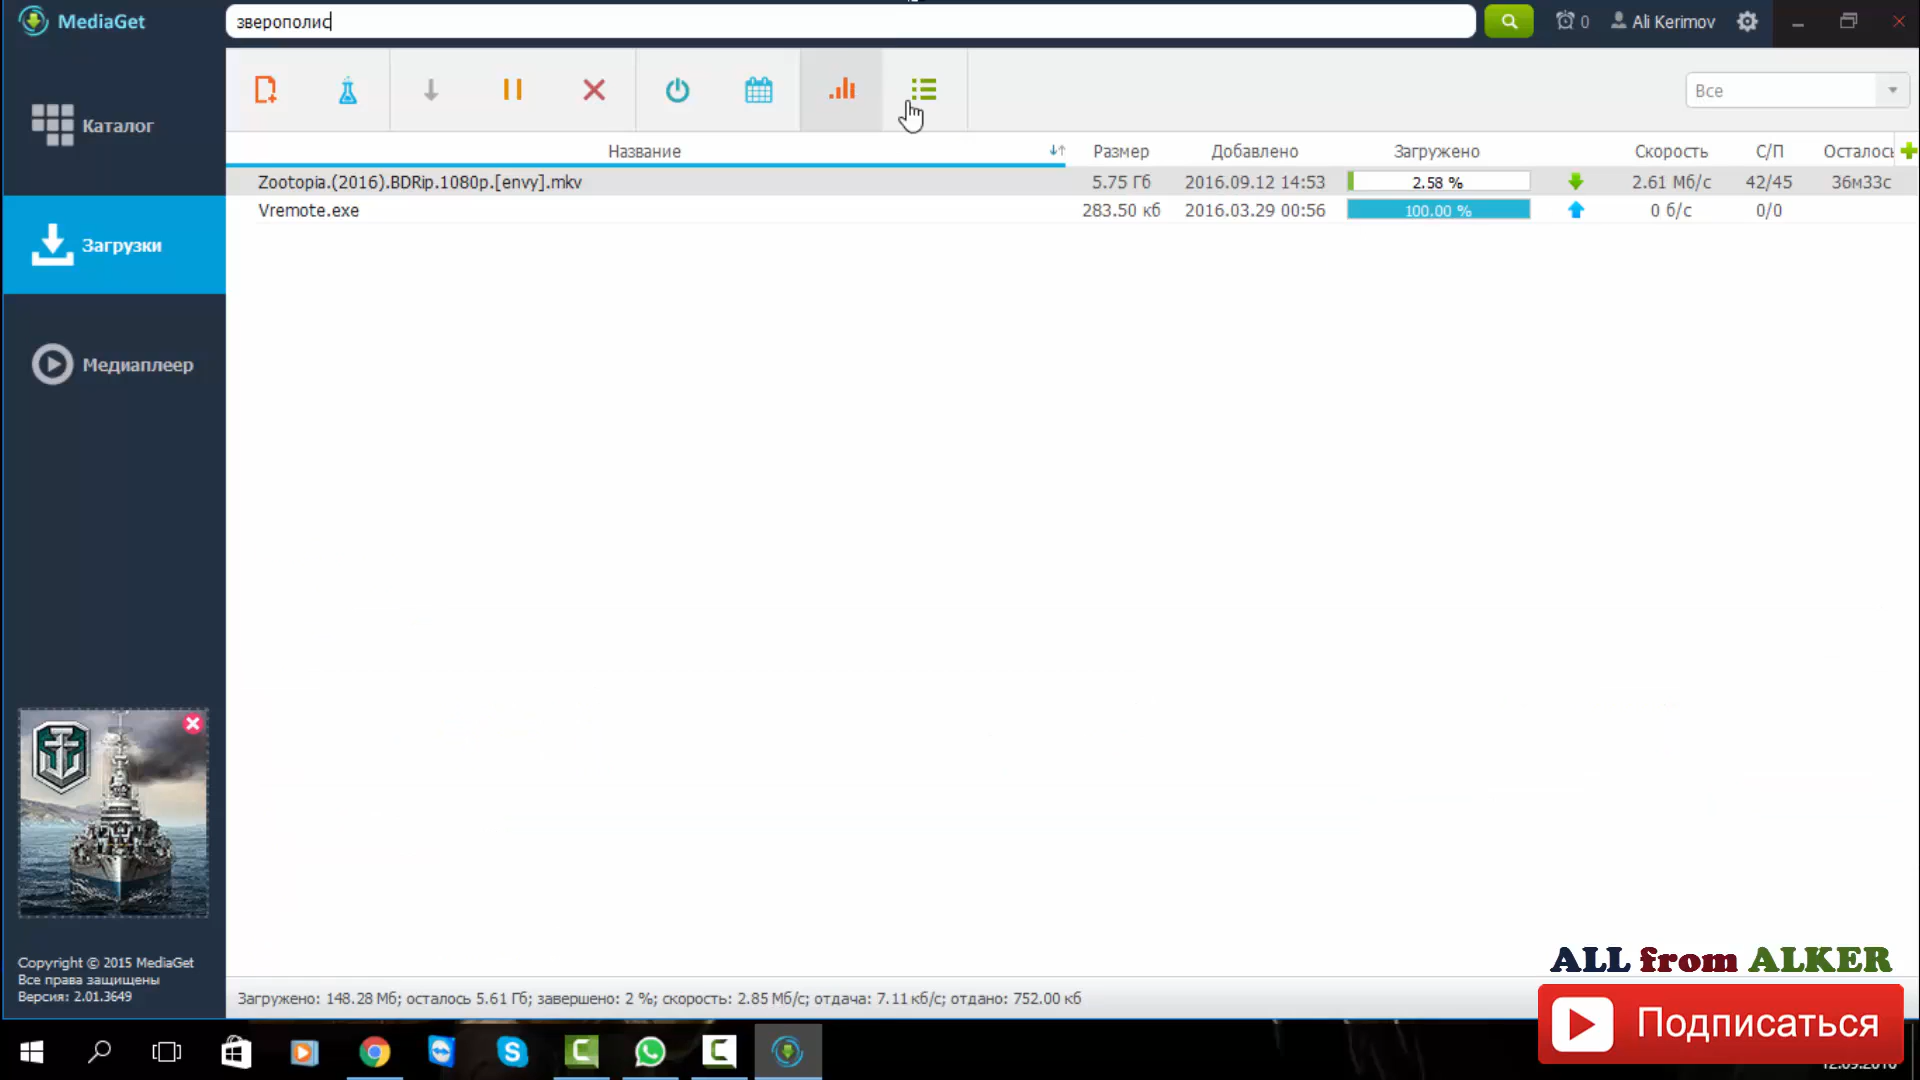 MediaGet
зверополис
0
Ali Kerimov
Каталог
Загрузки
Медиаплеер
Все
Название
Размер
Добавлено
Загружено
Скорость
С/П
Zootopia.(2016).BDRip.1080p.[envy].mkv
5.75 Гб
2016.09.12 14:53
2.58 %
2.61 Мб/с
42/45
36м33с
Vremote.exe
283.50 кб
2016.03.29 00:56
100.00 %
0 б/с
0/0
Copyright © 2015 MediaGet
Все права защищены
Версия: 2.01.3649
Загружено: 148.28 Мб; осталось 5.61 Гб; завершено: 2 %; скорость: 2.85 Мб/с; отдача: 7.11 кб/с; отдано: 752.00 кб
ALL from ALKER
Подписаться